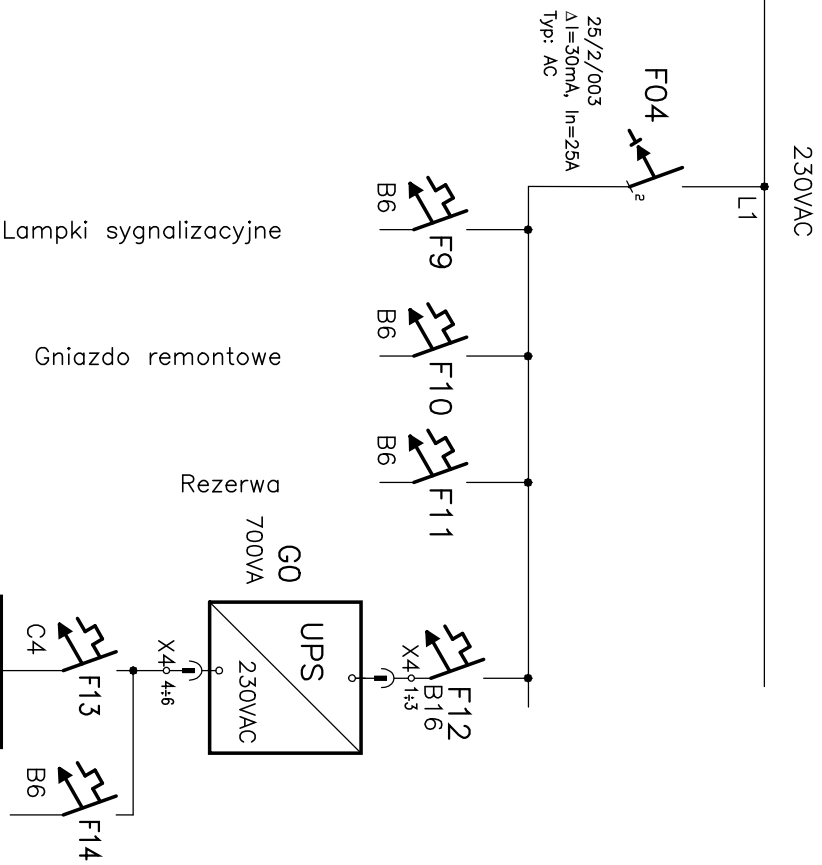 230VAC
L1
F04
25/2/003
ΔI=30mA, In=25A
Typ: AC
2
F9
B6
Lampki sygnalizacyjne
F10
B6
Gniazdo remontowe
F11
B6
Rezerwa
F12
B16
X4
1÷3
G0
700VA
UPS
230VAC
X4
4÷6
F13
C4
F14
B6